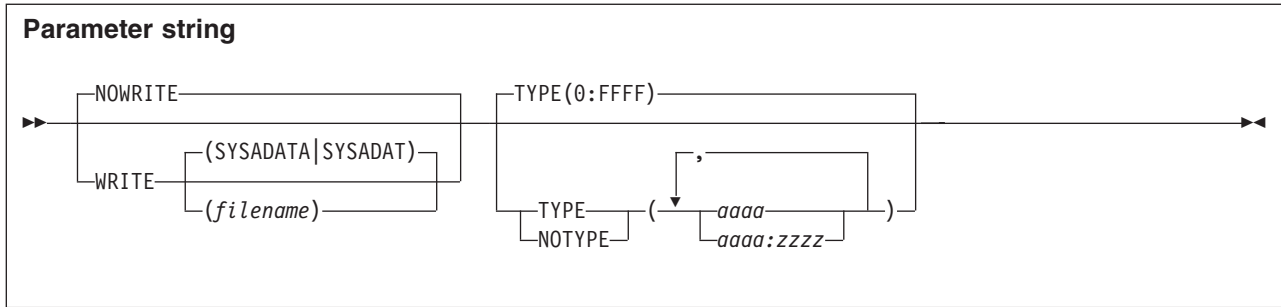 Parameter string
NOWRITE TYPE(0:FFFF)
(SYSADATA|SYSADAT) ,
WRITE
(filename) TYPE ( aaaa )
NOTYPE aaaa:zzzz